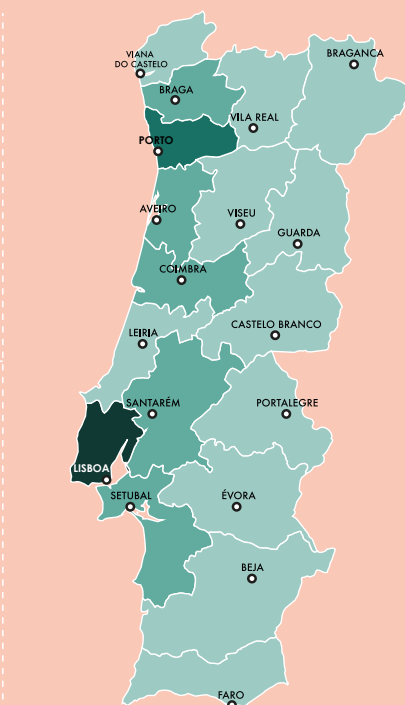 VIANA
DO CASTELO
BRAGANCA
BRAGA
VILA REAL
PORTO
AVEIRO
VISEU
GUARDA
COIMBRA
CASTELO BRANCO
LEIRIA
SANTARÉM
PORTALEGRE
LISBOA
SETUBAL
ÉVORA
BEJA
FARO